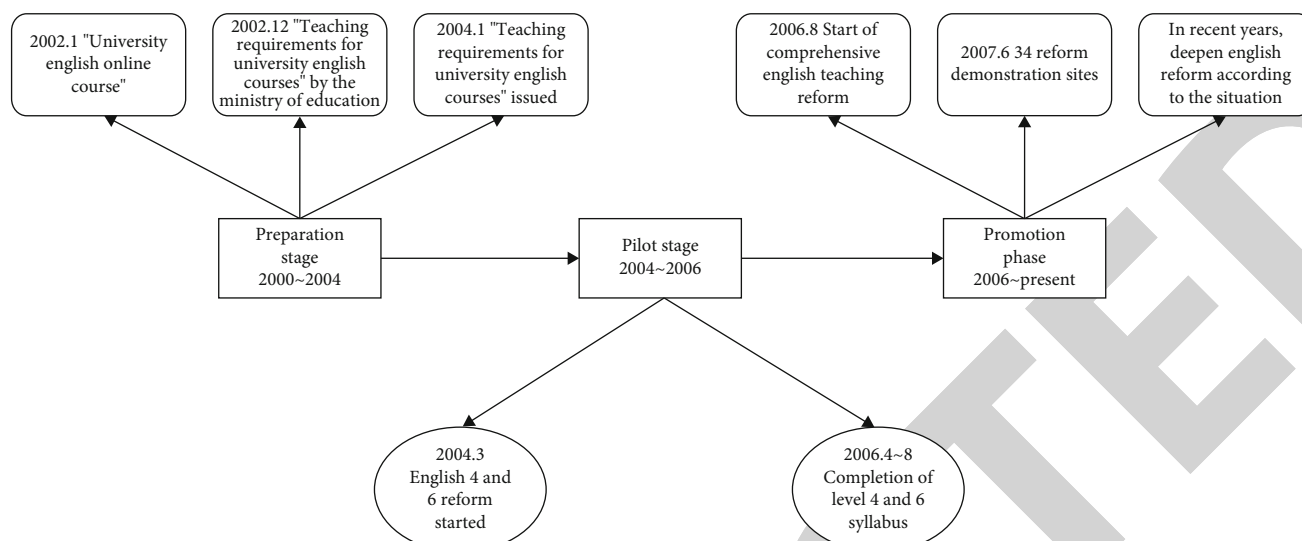 2002.1 "University
english online
course"
2002.12 "Teaching
requirements for
university english
courses" by the
ministry of education
2004.1 "Teaching
requirements for
university english
courses" issued
2006.8 Start of
comprehensive
english teaching
reform
2007.6 34 reform
demonstration sites
In recent years,
deepen english
reform according
to the situation
Preparation
stage
2000~2004
Pilot stage
2004~2006
Promotion
phase
2006~present
2004.3
English 4 and
6 reform
started
2006.4~8
Completion of
level 4 and 6
syllabus
TED